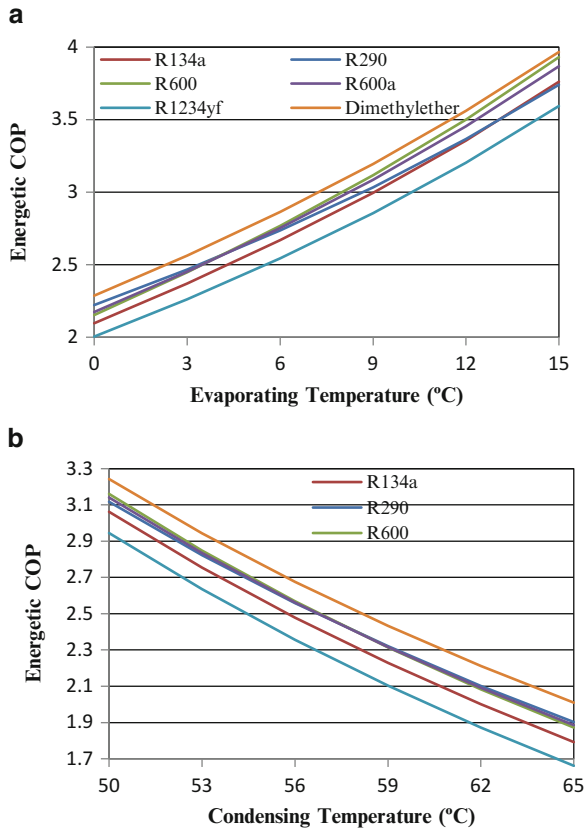 a
4
3.5
3
2.5
2
Energetic COP
R134a R290
R600 R600a
R1234yf Dimethylether
0 3 6 9 12 15
Evaporating Temperature (ºC)
b
3.3
3.1
2.9
2.7
2.5
2.3
2.1
1.9
1.7
Energetic COP
R134a
R290
R600
50 53 56 59 62 65
Condensing Temperature (ºC)